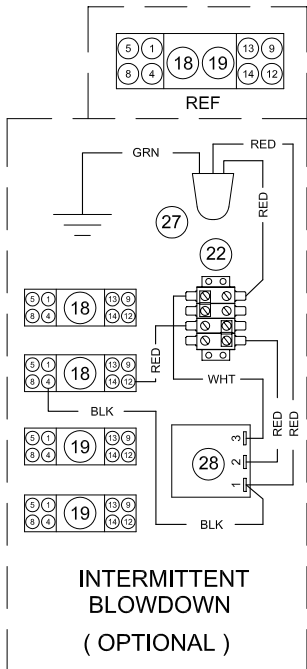 5 1 18 19 13 9
8 4 14 12
REF
RED
GRN
RED
27
22
5 1 18 13 9
8 4 14 12
5 1 18 13 9
8 4 14 12
RED
WHT
BLK
RED
RED
5 1 19 13 9
8 4 14 12
28
3
2
1
5 1 19 13 9
8 4 14 12
BLK
INTERMITTENT
BLOWDOWN
( OPTIONAL )